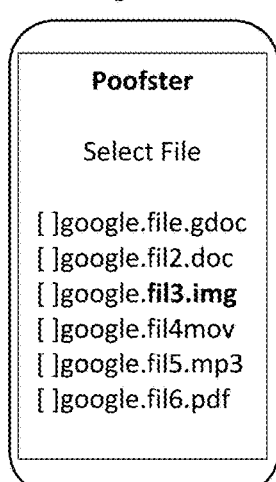 Poofster
Select File
[ ]google.file.gdoc
[ ]google.fil2.doc
[ ]google.fil3.img
[ ]google.fil4mov
[ ]google.fil5.mp3
[ ]google.fil6.pdf